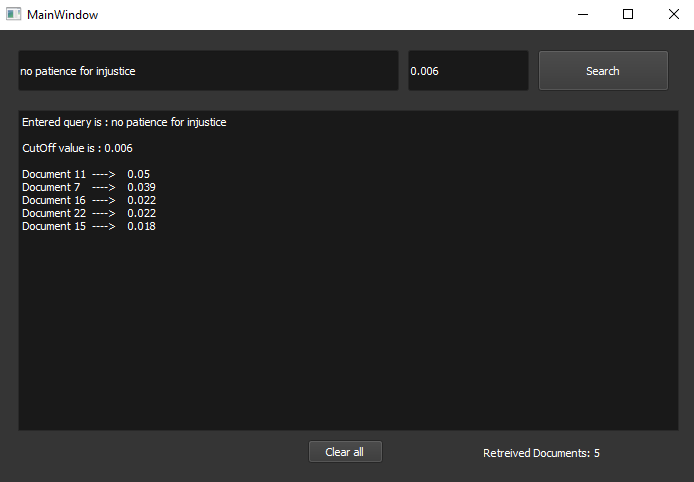 MainWindow
no patience for injustice
0.006
Search
Entered query is : no patience for injustice
CutOff value is : 0.006
Document 11 ----> 0.05
Document 7 ----> 0.039
Document 16 ----> 0.022
Document 22 ----> 0.022
Document 15 ----> 0.018
Clear all
Retreived Documents: 5